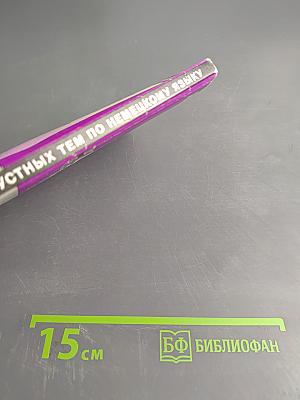 УСТНЫХ ТЕМ ПО НЕМЕЦКОМУ ЯЗЫКУ
15 см
БФ БИБЛИОФАН